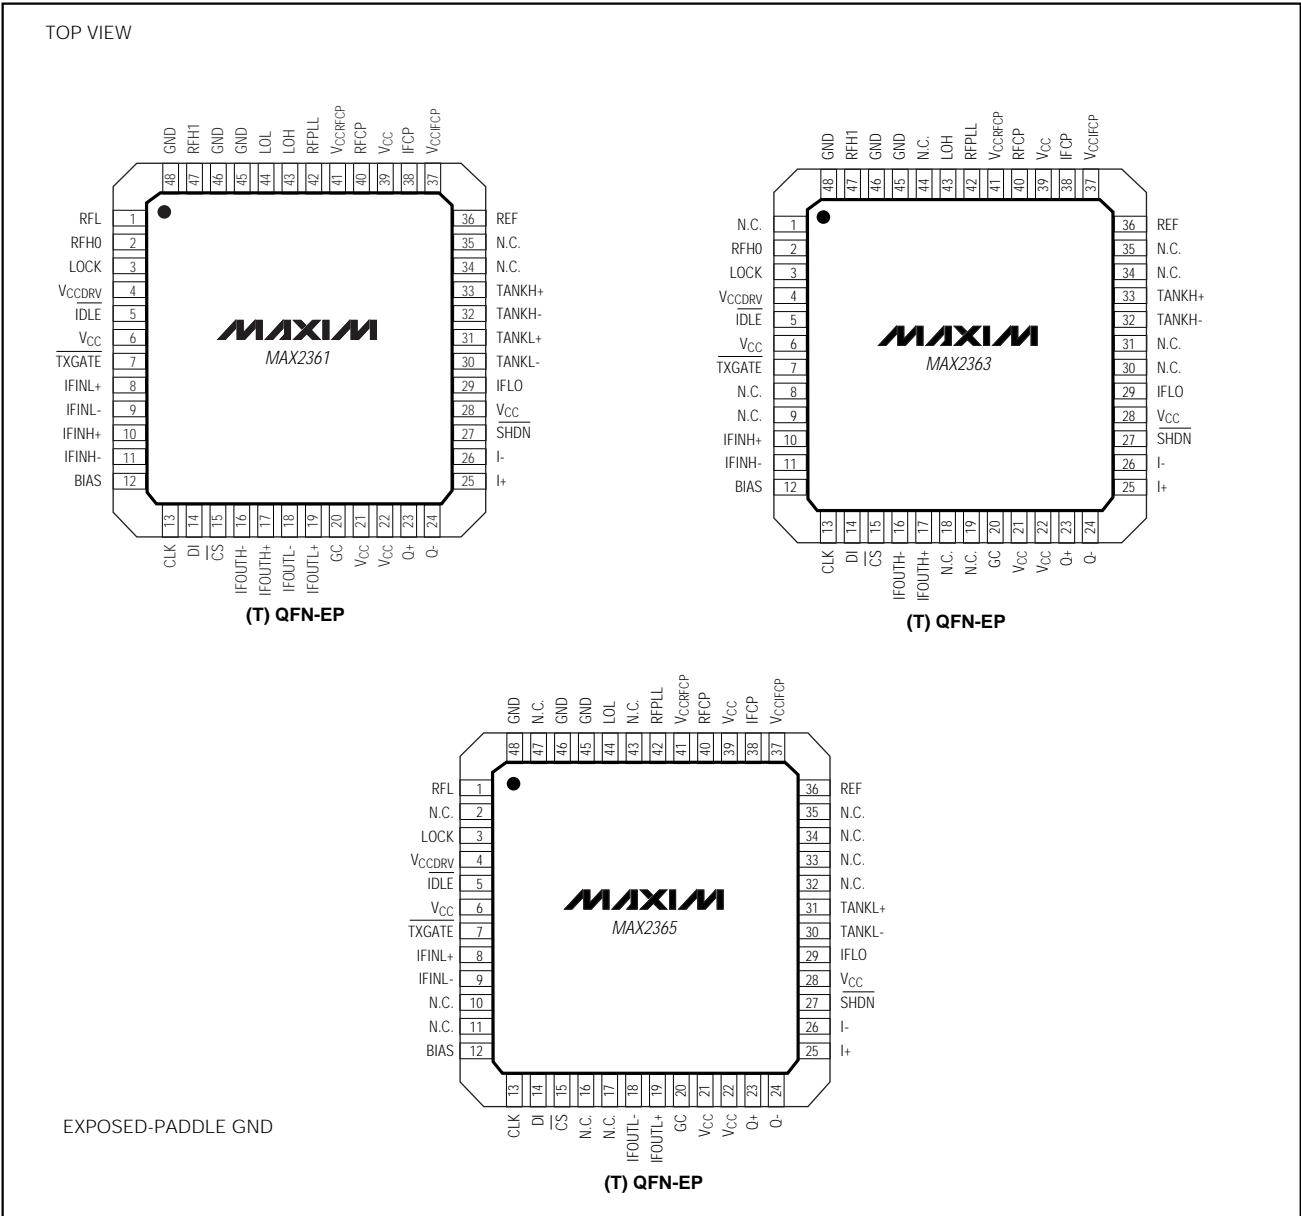 TOP VIEW
GND RFH1 GND GND LOL LOH RFPLL VCCRFCP RFCP VCC IFCP VCCIFCP
48 47 46 45 44 43 42 41 40 39 38 37
RFL 1 36 REF
RFH0 2 35 N.C.
LOCK 3 34 N.C.
VCCDRV 4 33 TANKH+
IDLE 5 32 TANKH-
VCC 6 31 TANKL+
TXGATE 7 30 TANKL-
IFINL+ 8 29 IFLO
IFINL- 9 28 VCC
IFINH+ 10 27 SHDN
IFINH- 11 26 I-
BIAS 12 25 I+
MAXIM
MAX2361
13 14 15 16 17 18 19 20 21 22 23 24
CLK DI CS IFOUTH- IFOUTH+ IFOUTL- IFOUTL+ GC VCC VCC Q+ Q-
(T) QFN-EP
GND RFH1 GND GND N.C. LOH RFPLL VCCRFCP RFCP VCC IFCP VCCIFCP
48 47 46 45 44 43 42 41 40 39 38 37
N.C. 1 36 REF
RFH0 2 35 N.C.
LOCK 3 34 N.C.
VCCDRV 4 33 TANKH+
IDLE 5 32 TANKH-
VCC 6 31 N.C.
TXGATE 7 30 N.C.
N.C. 8 29 IFLO
N.C. 9 28 VCC
IFINH+ 10 27 SHDN
IFINH- 11 26 I-
BIAS 12 25 I+
MAXIM
MAX2363
13 14 15 16 17 18 19 20 21 22 23 24
CLK DI CS IFOUTH- IFOUTH+ N.C. N.C. GC VCC VCC Q+ Q-
(T) QFN-EP
GND N.C. GND GND LOL N.C. RFPLL VCCRFCP RFCP VCC IFCP VCCIFCP
48 47 46 45 44 43 42 41 40 39 38 37
RFL 1 36 REF
N.C. 2 35 N.C.
LOCK 3 34 N.C.
VCCDRV 4 33 N.C.
IDLE 5 32 N.C.
VCC 6 31 TANKL+
TXGATE 7 30 TANKL-
IFINL+ 8 29 IFLO
IFINL- 9 28 VCC
N.C. 10 27 SHDN
N.C. 11 26 I-
BIAS 12 25 I+
MAXIM
MAX2365
13 14 15 16 17 18 19 20 21 22 23 24
CLK DI CS N.C. N.C. IFOUTL- IFOUTL+ GC VCC VCC Q+ Q-
(T) QFN-EP
EXPOSED-PADDLE GND